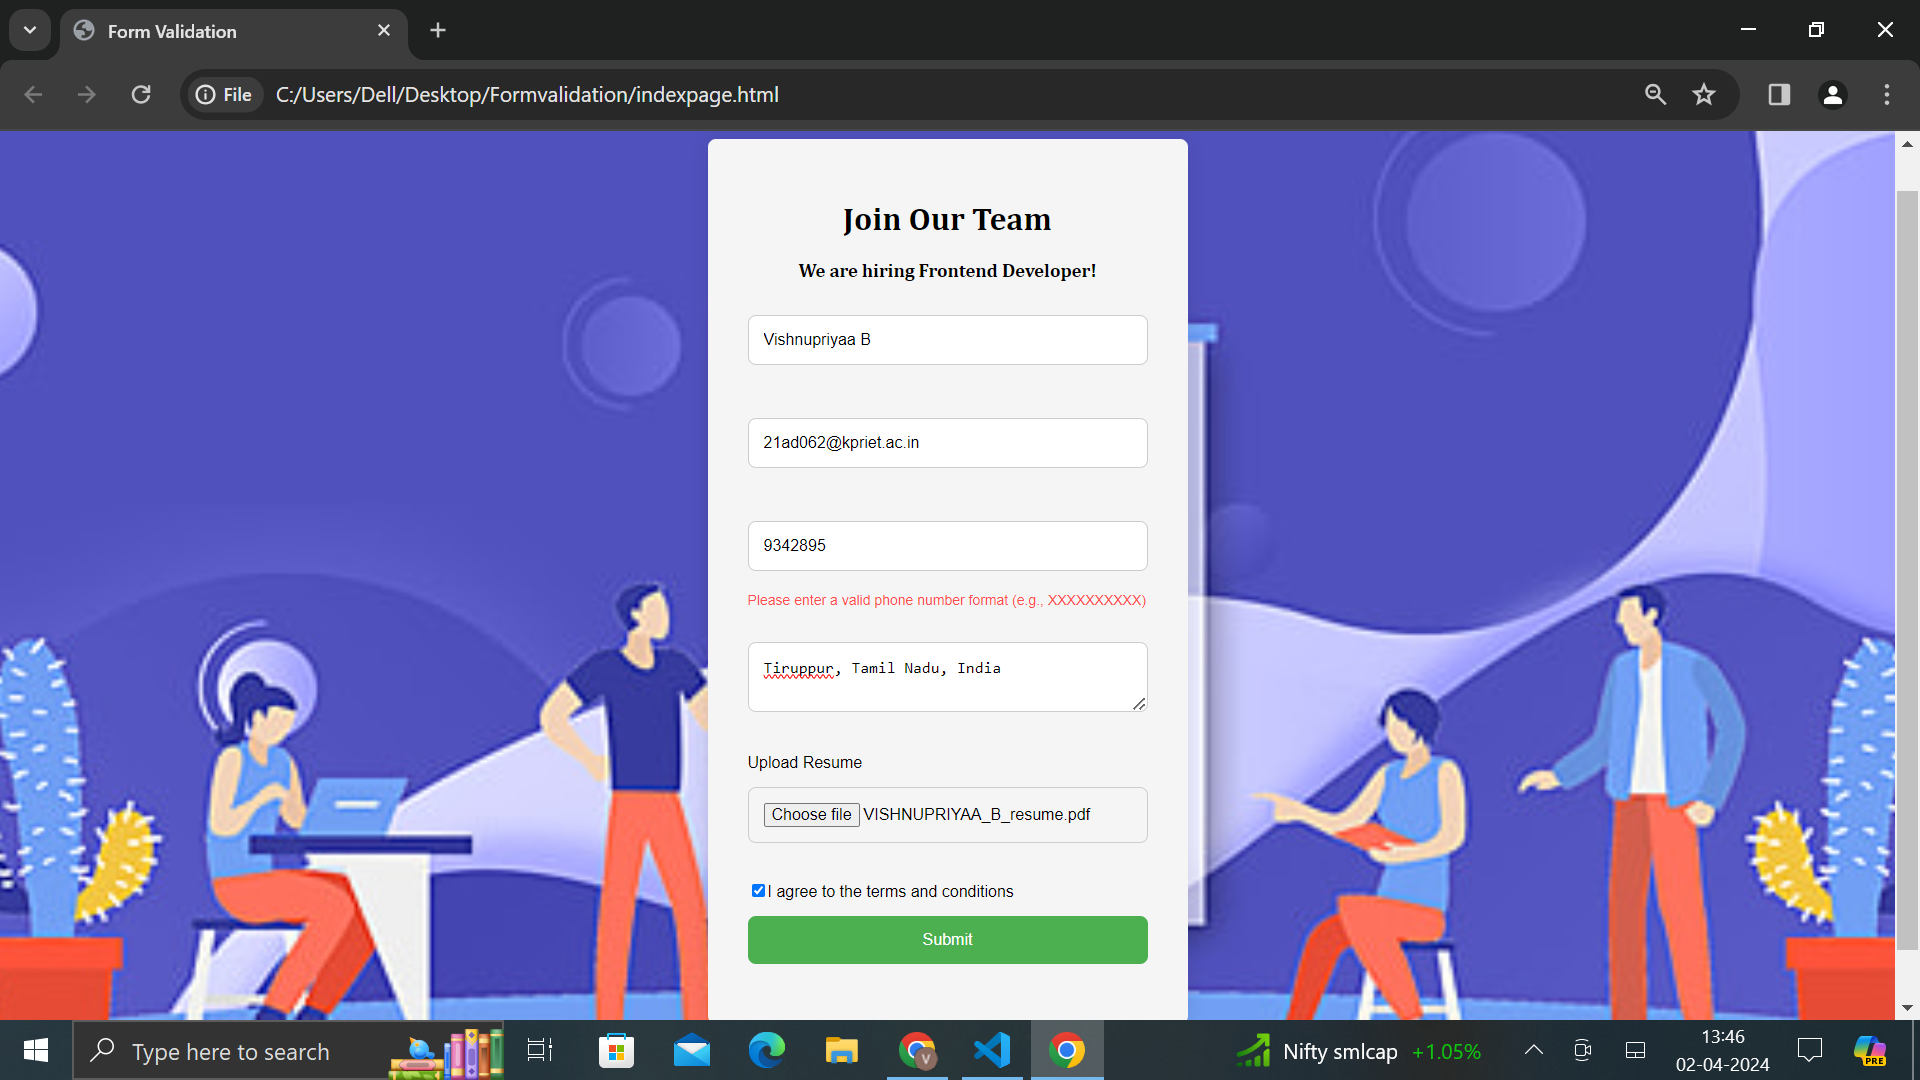 Form Validation
File
C:/Users/Dell/Desktop/Formvalidation/indexpage.html
Join Our Team
We are hiring Frontend Developer!
Vishnupriyaa B
21ad062@kpriet.ac.in
9342895
Please enter a valid phone number format (e.g., XXXXXXXXXX)
Tiruppur, Tamil Nadu, India
Upload Resume
Choose file VISHNUPRIYAA_B_resume.pdf
I agree to the terms and conditions
Submit
Type here to search
V
Nifty smlcap +1.05%
13:46
02-04-2024
PRE